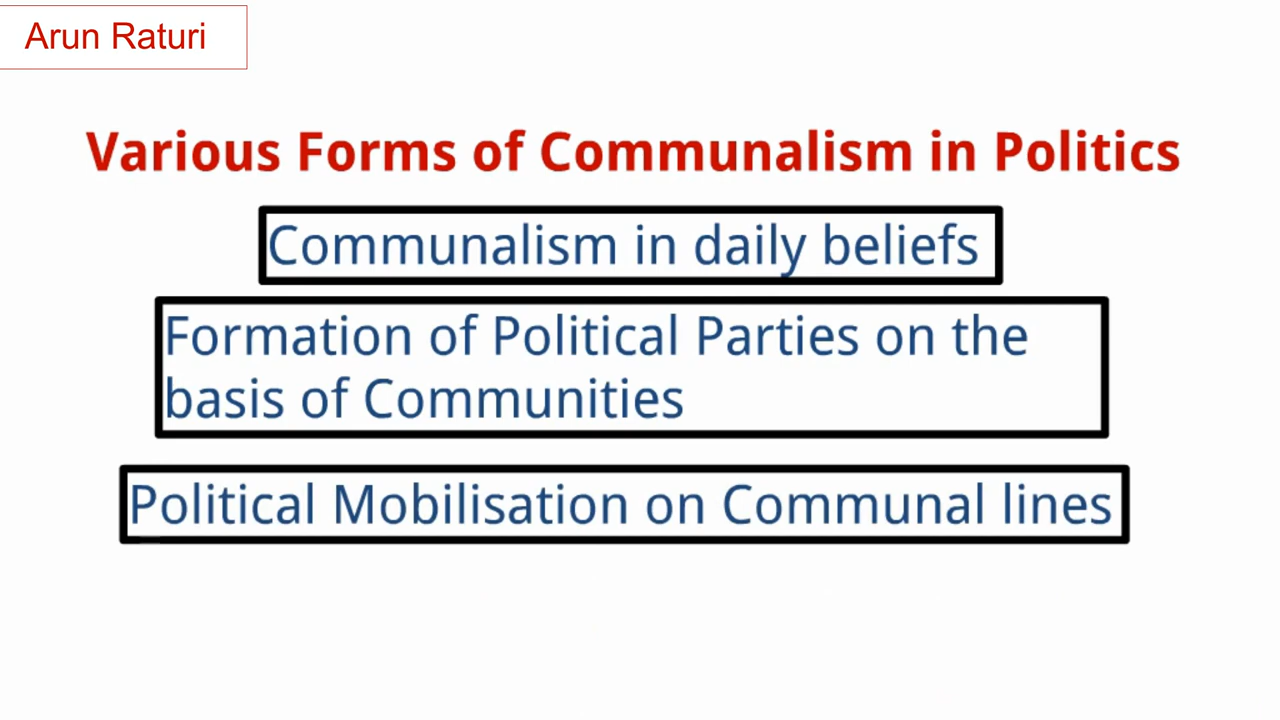 Arun Raturi
Various Forms of Communalism in Politics
Communalism in daily beliefs
Formation of Political Parties on the
basis of Communities
Political Mobilisation on Communal lines